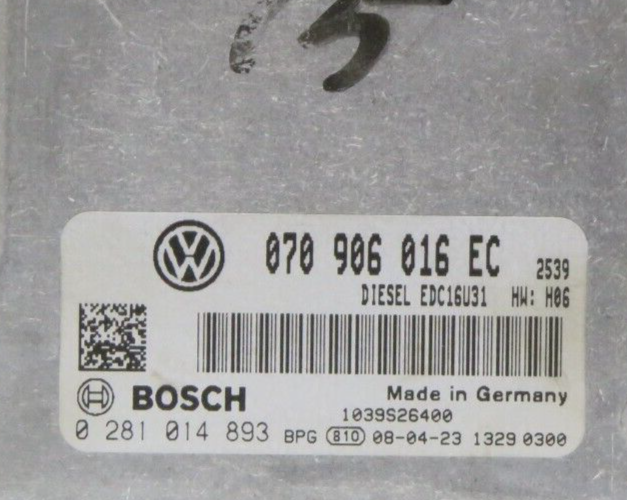 5
070 906 016 EC 2539
DIESEL EDC16U31 HW: H06
BOSCH Made in Germany
1039S26400
0 281 014 893 BPG 810 08-04-23 1329 0300